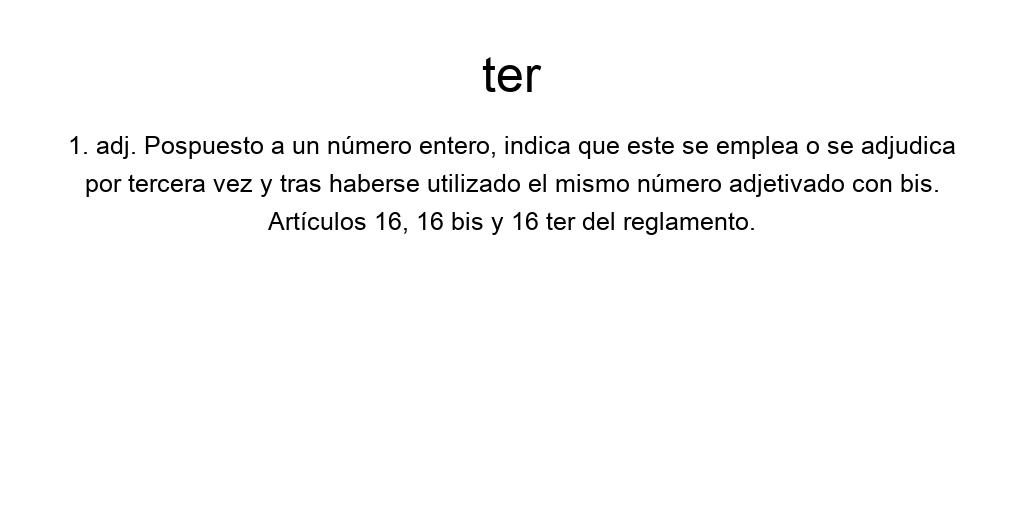 ter
1. adj. Pospuesto a un número entero, indica que este se emplea o se adjudica
por tercera vez y tras haberse utilizado el mismo número adjetivado con bis.
Artículos 16, 16 bis y 16 ter del reglamento.